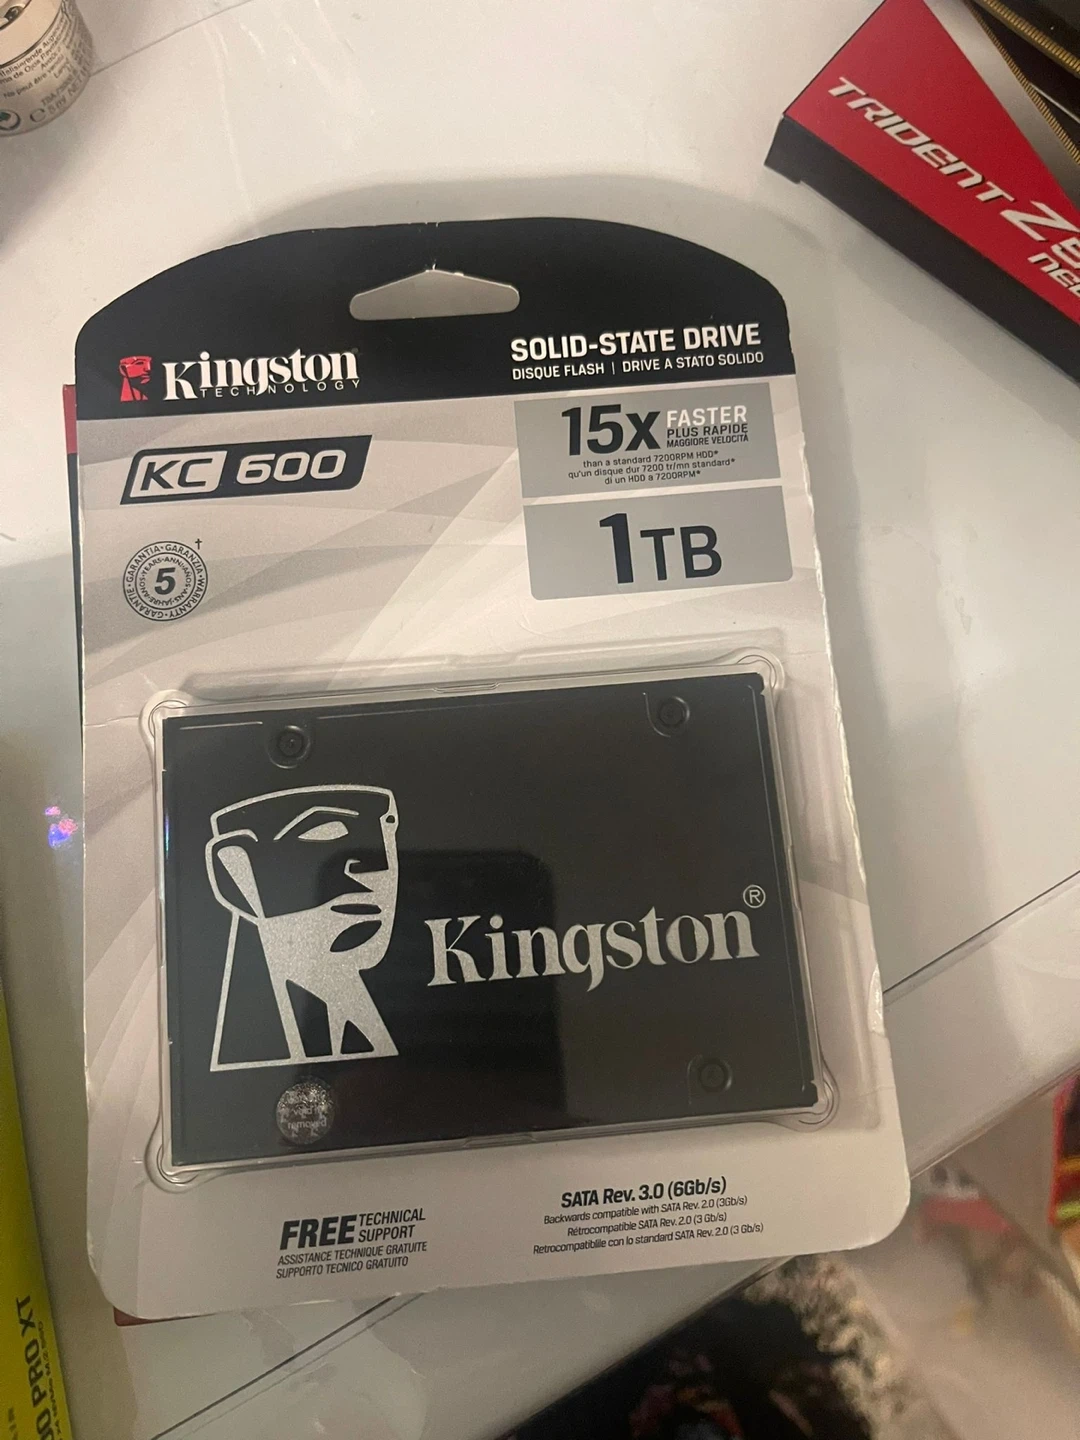 TRIDENT Z5
Kingston
TECHNOLOGY
SOLID-STATE DRIVE
DISQUE FLASH | DRIVE A STATO SOLIDO
KC 600
15x FASTER
PLUS RAPIDE
MAGGIORE VELOCITÀ
than a standard 7200RPM HDD*
qu'un disque dur 7200 tr/mn standard*
di un HDD a 7200RPM*
5
†
1TB
Kingston®
removed
FREE TECHNICAL
SUPPORT
ASSISTANCE TECHNIQUE GRATUITE
SUPPORTO TECNICO GRATUITO
SATA Rev. 3.0 (6Gb/s)
Backwards compatible with SATA Rev. 2.0 (3Gb/s)
Rétrocompatible SATA Rev. 2.0 (3 Gb/s)
Retrocompatibile con lo standard SATA Rev. 2.0 (3 Gb/s)
PRO XT